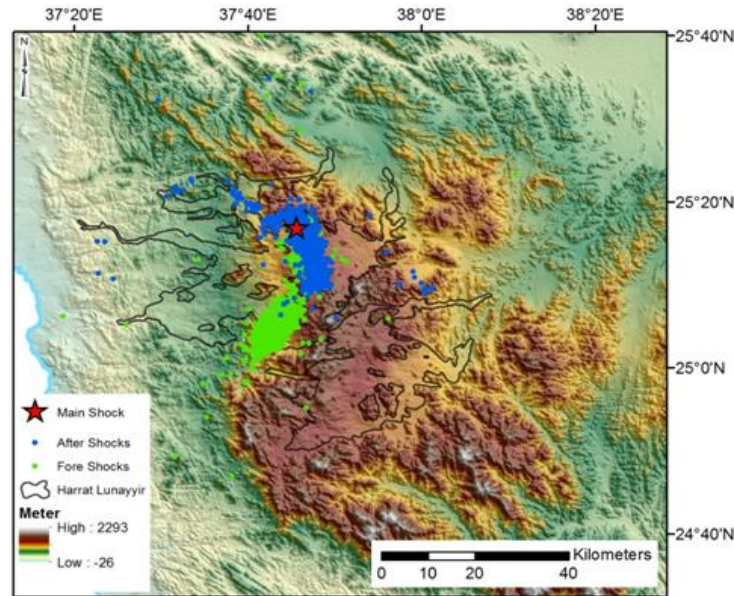 37°20'E 37°40'E 38°0'E 38°20'E
N
25°40'N
25°20'N
25°0'N
24°40'N
Main Shock
After Shocks
Fore Shocks
Harrat Lunayyir
Meter
High : 2293
Low : -26
Kilometers
0 10 20 40